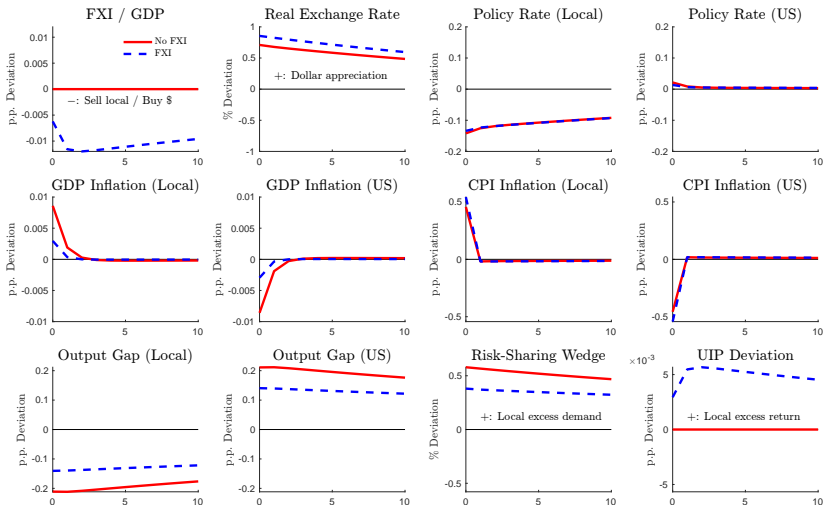 FXI / GDP
p.p. Deviation
0.01
0.005
0
-0.005
-0.01
0
5
10
No FXI
FXI
−: Sell local / Buy $
Real Exchange Rate
% Deviation
1
0.5
0
0.5
-1
0
5
10
+: Dollar appreciation
Policy Rate (Local)
p.p. Deviation
0.2
0.1
0
-0.1
-0.2
0
5
10
Policy Rate (US)
p.p. Deviation
0.2
0.1
0
-0.1
-0.2
0
5
10
GDP Inflation (Local)
p.p. Deviation
0.01
0.005
0
-0.005
-0.01
0
5
10
GDP Inflation (US)
p.p. Deviation
0.01
0.005
0
0.005
-0.01
0
5
10
CPI Inflation (Local)
p.p. Deviation
0.5
0
-0.5
0
5
10
CPI Inflation (US)
p.p. Deviation
0.5
0
-0.5
0
5
10
Output Gap (Local)
p.p. Deviation
0.2
0.1
0
-0.1
-0.2
0
5
10
Output Gap (US)
p.p. Deviation
0.2
0.1
0
-0.1
-0.2
0
5
10
Risk-Sharing Wedge
% Deviation
0.5
0
0.5
0
5
10
+: Local excess demand
UIP Deviation
×10⁻³
p.p. Deviation
5
0
-5
0
5
10
+: Local excess return